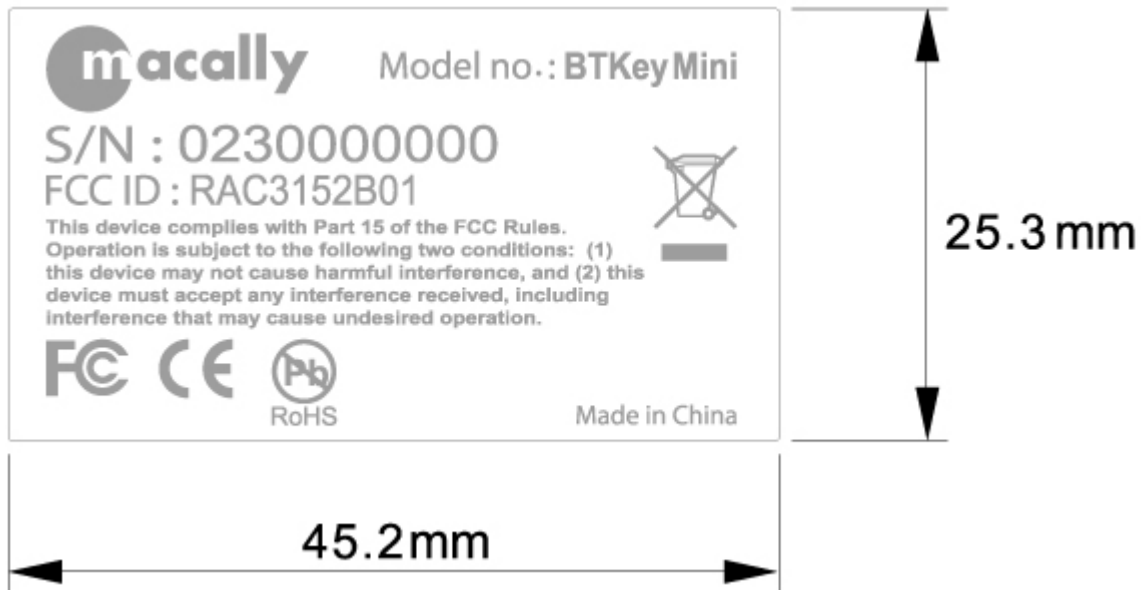 macally Model no.: BTKeyMini
S/N : 0230000000
FCC ID : RAC3152B01
This device complies with Part 15 of the FCC Rules.
Operation is subject to the following two conditions: (1)
this device may not cause harmful interference, and (2) this
device must accept any interference received, including
interference that may cause undesired operation.
FC CE Pb
RoHS
Made in China
25.3 mm
45.2mm